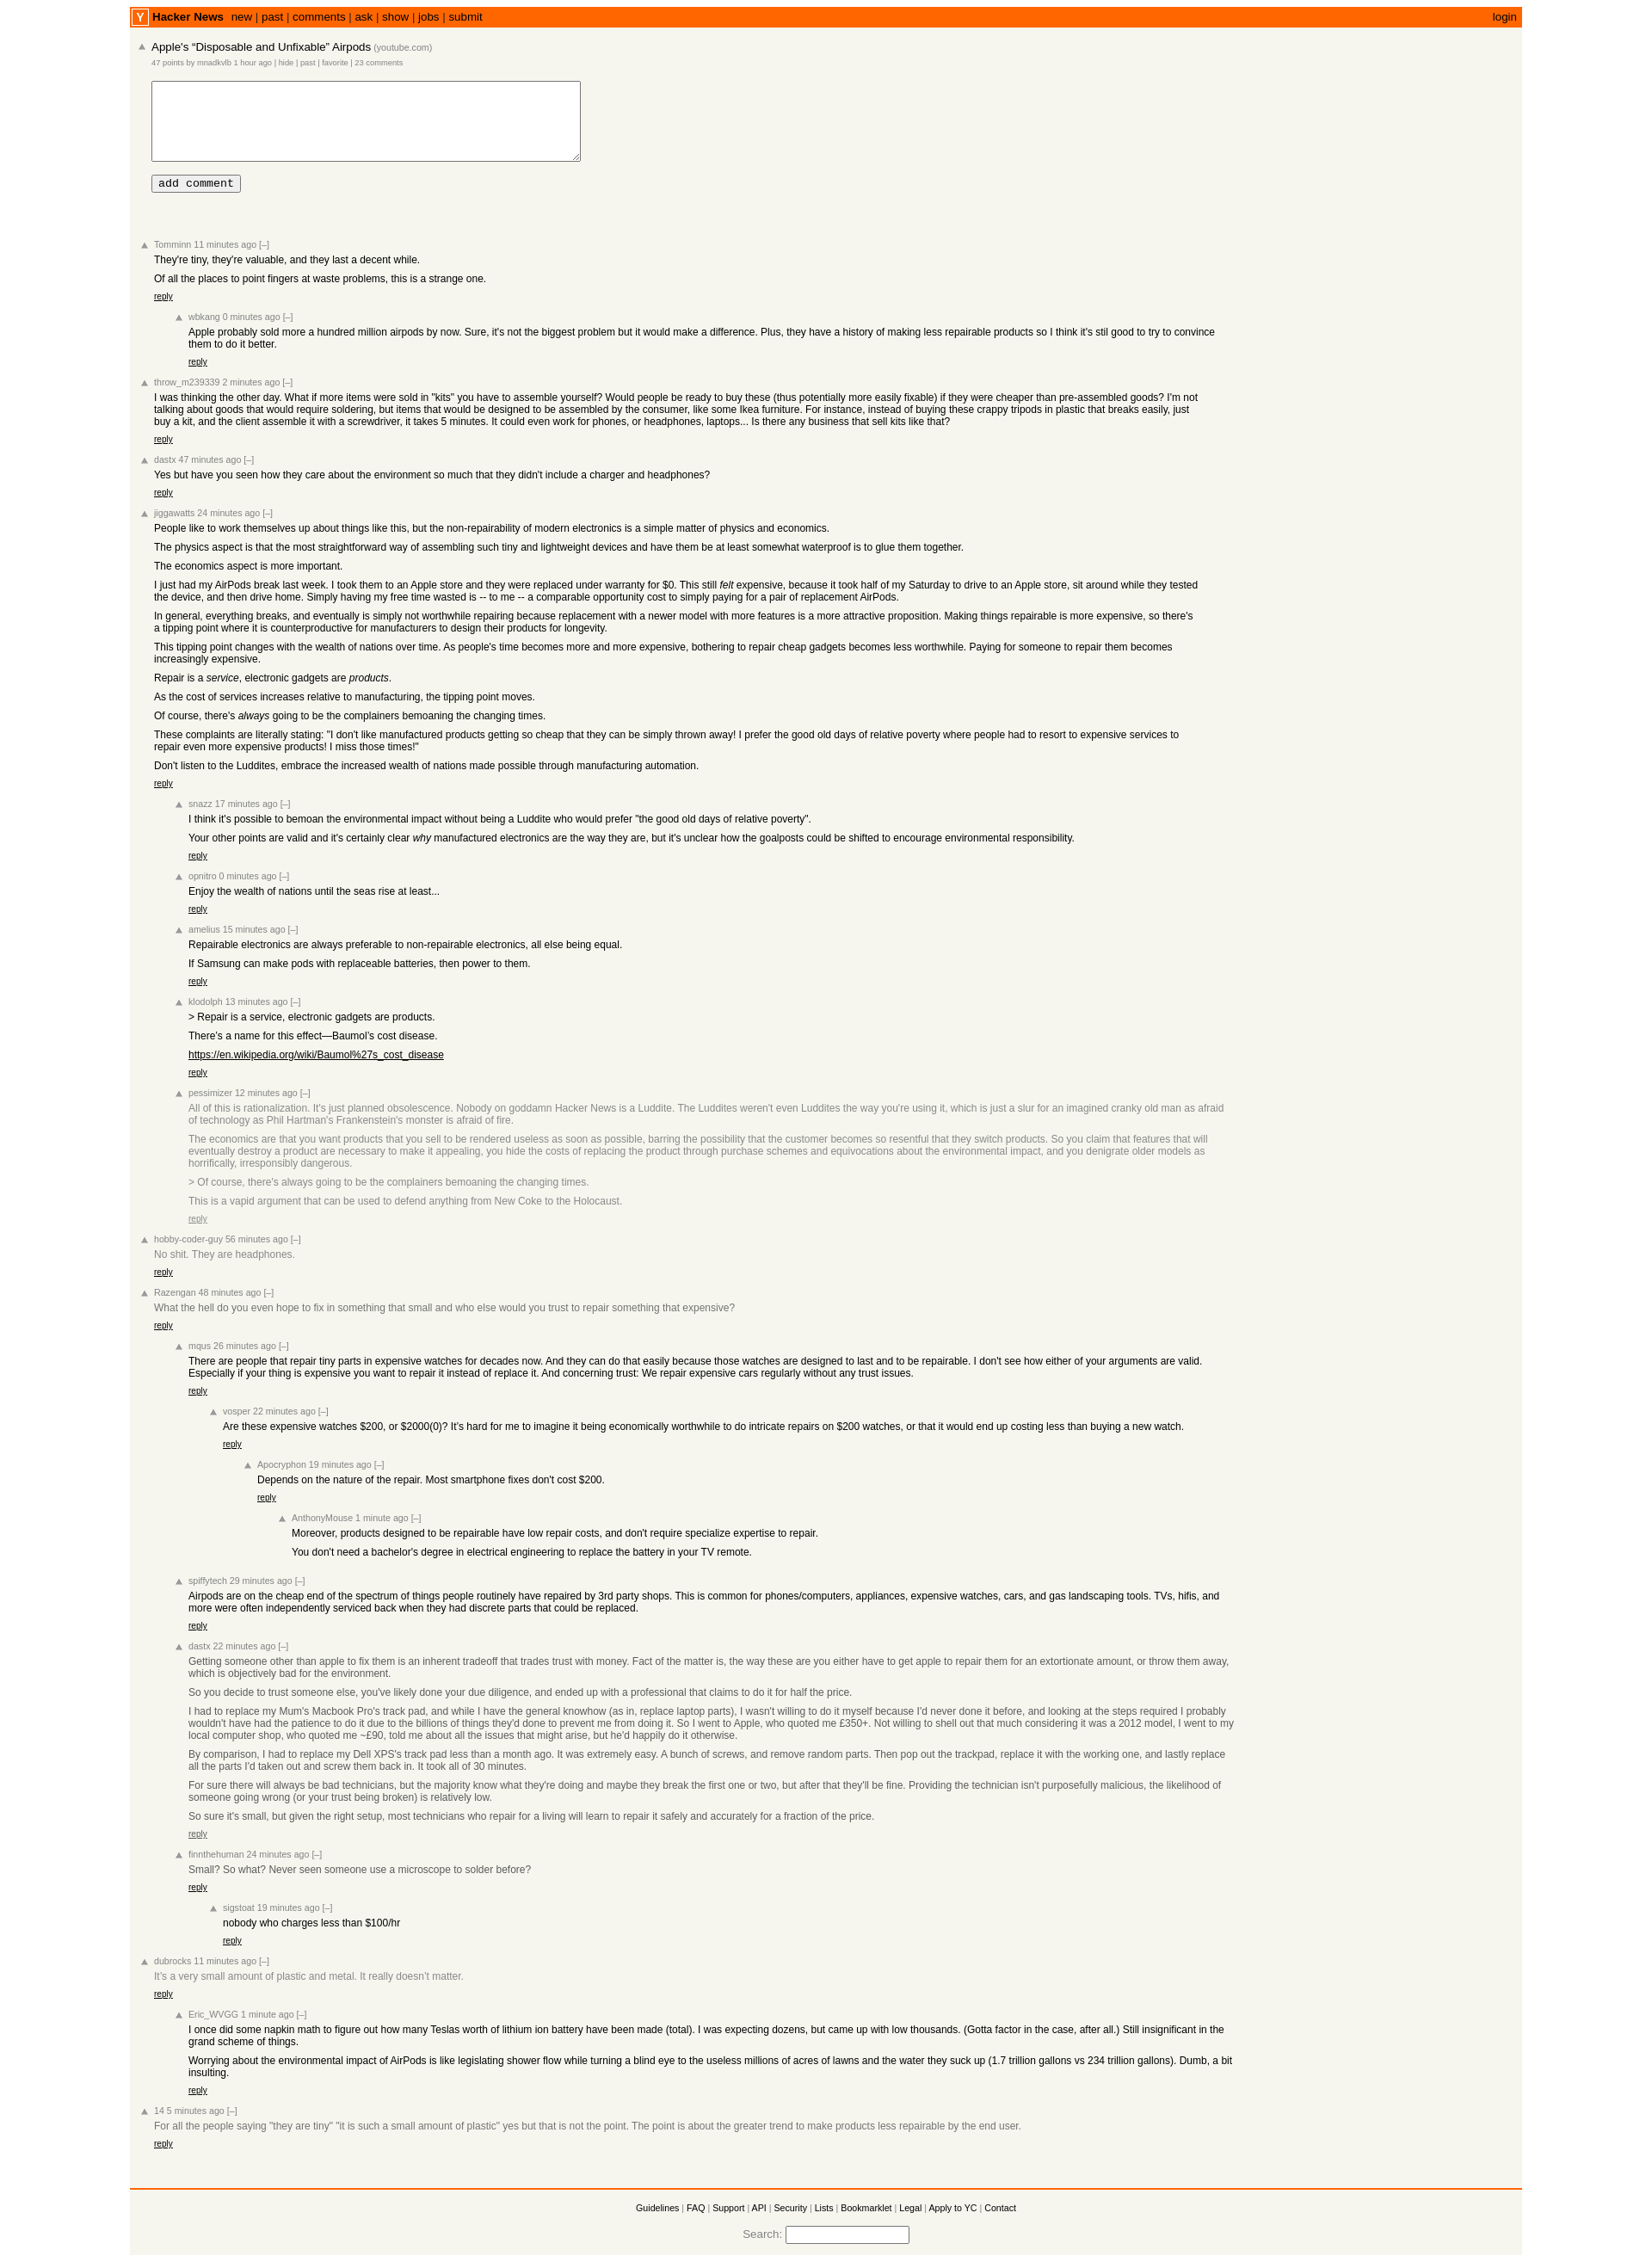 Y Hacker News new | past | comments | ask | show | jobs | submit login
Apple's “Disposable and Unfixable” Airpods (youtube.com)
47 points by mnadkvlb 1 hour ago | hide | past | favorite | 23 comments
add comment
Tomminn 11 minutes ago [–]
They're tiny, they're valuable, and they last a decent while.
Of all the places to point fingers at waste problems, this is a strange one.
reply
wbkang 0 minutes ago [–]
Apple probably sold more a hundred million airpods by now. Sure, it's not the biggest problem but it would make a difference. Plus, they have a history of making less repairable products so I think it's stil good to try to convince
them to do it better.
reply
throw_m239339 2 minutes ago [–]
I was thinking the other day. What if more items were sold in "kits" you have to assemble yourself? Would people be ready to buy these (thus potentially more easily fixable) if they were cheaper than pre-assembled goods? I'm not
talking about goods that would require soldering, but items that would be designed to be assembled by the consumer, like some Ikea furniture. For instance, instead of buying these crappy tripods in plastic that breaks easily, just
buy a kit, and the client assemble it with a screwdriver, it takes 5 minutes. It could even work for phones, or headphones, laptops... Is there any business that sell kits like that?
reply
dastx 47 minutes ago [–]
Yes but have you seen how they care about the environment so much that they didn't include a charger and headphones?
reply
jiggawatts 24 minutes ago [–]
People like to work themselves up about things like this, but the non-repairability of modern electronics is a simple matter of physics and economics.
The physics aspect is that the most straightforward way of assembling such tiny and lightweight devices and have them be at least somewhat waterproof is to glue them together.
The economics aspect is more important.
I just had my AirPods break last week. I took them to an Apple store and they were replaced under warranty for $0. This still felt expensive, because it took half of my Saturday to drive to an Apple store, sit around while they tested
the device, and then drive home. Simply having my free time wasted is -- to me -- a comparable opportunity cost to simply paying for a pair of replacement AirPods.
In general, everything breaks, and eventually is simply not worthwhile repairing because replacement with a newer model with more features is a more attractive proposition. Making things repairable is more expensive, so there's
a tipping point where it is counterproductive for manufacturers to design their products for longevity.
This tipping point changes with the wealth of nations over time. As people's time becomes more and more expensive, bothering to repair cheap gadgets becomes less worthwhile. Paying for someone to repair them becomes
increasingly expensive.
Repair is a service, electronic gadgets are products.
As the cost of services increases relative to manufacturing, the tipping point moves.
Of course, there's always going to be the complainers bemoaning the changing times.
These complaints are literally stating: "I don't like manufactured products getting so cheap that they can be simply thrown away! I prefer the good old days of relative poverty where people had to resort to expensive services to
repair even more expensive products! I miss those times!"
Don't listen to the Luddites, embrace the increased wealth of nations made possible through manufacturing automation.
reply
snazz 17 minutes ago [–]
I think it's possible to bemoan the environmental impact without being a Luddite who would prefer "the good old days of relative poverty".
Your other points are valid and it's certainly clear why manufactured electronics are the way they are, but it's unclear how the goalposts could be shifted to encourage environmental responsibility.
reply
opnitro 0 minutes ago [–]
Enjoy the wealth of nations until the seas rise at least...
reply
amelius 15 minutes ago [–]
Repairable electronics are always preferable to non-repairable electronics, all else being equal.
If Samsung can make pods with replaceable batteries, then power to them.
reply
klodolph 13 minutes ago [–]
> Repair is a service, electronic gadgets are products.
There’s a name for this effect—Baumol’s cost disease.
https://en.wikipedia.org/wiki/Baumol%27s_cost_disease
reply
pessimizer 12 minutes ago [–]
All of this is rationalization. It's just planned obsolescence. Nobody on goddamn Hacker News is a Luddite. The Luddites weren't even Luddites the way you're using it, which is just a slur for an imagined cranky old man as afraid
of technology as Phil Hartman's Frankenstein's monster is afraid of fire.
The economics are that you want products that you sell to be rendered useless as soon as possible, barring the possibility that the customer becomes so resentful that they switch products. So you claim that features that will
eventually destroy a product are necessary to make it appealing, you hide the costs of replacing the product through purchase schemes and equivocations about the environmental impact, and you denigrate older models as
horrifically, irresponsibly dangerous.
> Of course, there's always going to be the complainers bemoaning the changing times.
This is a vapid argument that can be used to defend anything from New Coke to the Holocaust.
reply
hobby-coder-guy 56 minutes ago [–]
No shit. They are headphones.
reply
Razengan 48 minutes ago [–]
What the hell do you even hope to fix in something that small and who else would you trust to repair something that expensive?
reply
mqus 26 minutes ago [–]
There are people that repair tiny parts in expensive watches for decades now. And they can do that easily because those watches are designed to last and to be repairable. I don't see how either of your arguments are valid.
Especially if your thing is expensive you want to repair it instead of replace it. And concerning trust: We repair expensive cars regularly without any trust issues.
reply
vosper 22 minutes ago [–]
Are these expensive watches $200, or $2000(0)? It’s hard for me to imagine it being economically worthwhile to do intricate repairs on $200 watches, or that it would end up costing less than buying a new watch.
reply
Apocryphon 19 minutes ago [–]
Depends on the nature of the repair. Most smartphone fixes don't cost $200.
reply
AnthonyMouse 1 minute ago [–]
Moreover, products designed to be repairable have low repair costs, and don't require specialize expertise to repair.
You don't need a bachelor's degree in electrical engineering to replace the battery in your TV remote.
spiffytech 29 minutes ago [–]
Airpods are on the cheap end of the spectrum of things people routinely have repaired by 3rd party shops. This is common for phones/computers, appliances, expensive watches, cars, and gas landscaping tools. TVs, hifis, and
more were often independently serviced back when they had discrete parts that could be replaced.
reply
dastx 22 minutes ago [–]
Getting someone other than apple to fix them is an inherent tradeoff that trades trust with money. Fact of the matter is, the way these are you either have to get apple to repair them for an extortionate amount, or throw them away,
which is objectively bad for the environment.
So you decide to trust someone else, you've likely done your due diligence, and ended up with a professional that claims to do it for half the price.
I had to replace my Mum's Macbook Pro's track pad, and while I have the general knowhow (as in, replace laptop parts), I wasn't willing to do it myself because I'd never done it before, and looking at the steps required I probably
wouldn't have had the patience to do it due to the billions of things they'd done to prevent me from doing it. So I went to Apple, who quoted me £350+. Not willing to shell out that much considering it was a 2012 model, I went to my
local computer shop, who quoted me ~£90, told me about all the issues that might arise, but he'd happily do it otherwise.
By comparison, I had to replace my Dell XPS's track pad less than a month ago. It was extremely easy. A bunch of screws, and remove random parts. Then pop out the trackpad, replace it with the working one, and lastly replace
all the parts I'd taken out and screw them back in. It took all of 30 minutes.
For sure there will always be bad technicians, but the majority know what they're doing and maybe they break the first one or two, but after that they'll be fine. Providing the technician isn't purposefully malicious, the likelihood of
someone going wrong (or your trust being broken) is relatively low.
So sure it's small, but given the right setup, most technicians who repair for a living will learn to repair it safely and accurately for a fraction of the price.
reply
finnthehuman 24 minutes ago [–]
Small? So what? Never seen someone use a microscope to solder before?
reply
sigstoat 19 minutes ago [–]
nobody who charges less than $100/hr
reply
dubrocks 11 minutes ago [–]
It’s a very small amount of plastic and metal. It really doesn’t matter.
reply
Eric_WVGG 1 minute ago [–]
I once did some napkin math to figure out how many Teslas worth of lithium ion battery have been made (total). I was expecting dozens, but came up with low thousands. (Gotta factor in the case, after all.) Still insignificant in the
grand scheme of things.
Worrying about the environmental impact of AirPods is like legislating shower flow while turning a blind eye to the useless millions of acres of lawns and the water they suck up (1.7 trillion gallons vs 234 trillion gallons). Dumb, a bit
insulting.
reply
14 5 minutes ago [–]
For all the people saying "they are tiny" "it is such a small amount of plastic" yes but that is not the point. The point is about the greater trend to make products less repairable by the end user.
reply
Guidelines | FAQ | Support | API | Security | Lists | Bookmarklet | Legal | Apply to YC | Contact
Search: